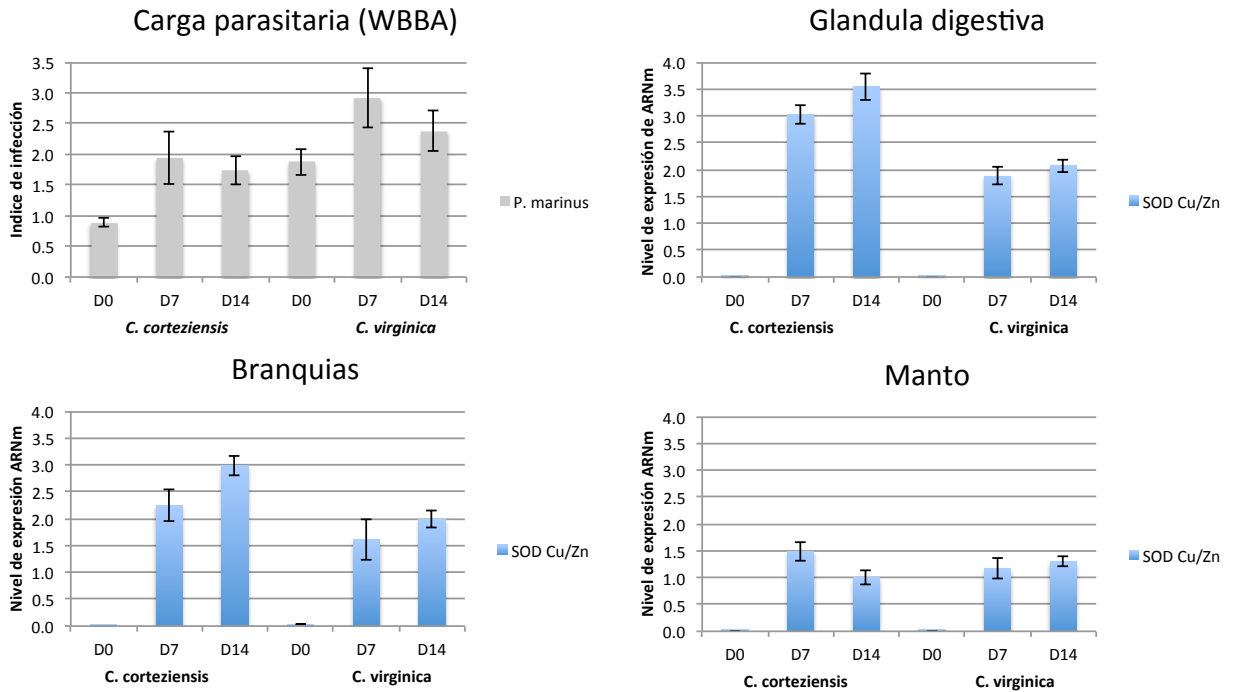 Carga parasitaria (WBBA)
Indice de infección
3.5
3.0
2.5
2.0
1.5
1.0
0.5
0.0
D0 D7 D14 D0 D7 D14
C. corteziensis C. virginica
P. marinus
Glandula digestiva
Nivel de expresión de ARNm
4.0
3.5
3.0
2.5
2.0
1.5
1.0
0.5
0.0
D0 D7 D14 D0 D7 D14
C. corteziensis C. virginica
SOD Cu/Zn
Branquias
Nivel de expresión ARNm
4.0
3.5
3.0
2.5
2.0
1.5
1.0
0.5
0.0
D0 D7 D14 D0 D7 D14
C. corteziensis C. virginica
SOD Cu/Zn
Manto
Nivel de expresión ARNm
4.0
3.5
3.0
2.5
2.0
1.5
1.0
0.5
0.0
D0 D7 D14 D0 D7 D14
C. corteziensis C. virginica
SOD Cu/Zn